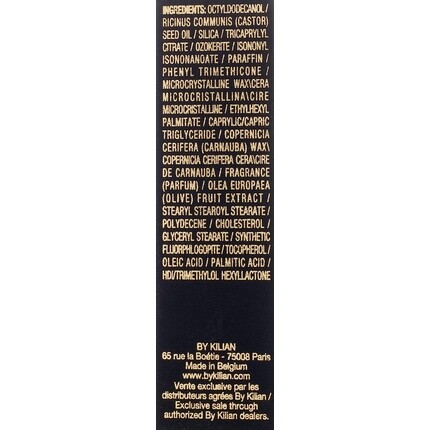 INGREDIENTS: OCTYLDODECANOL /
RICINUS COMMUNIS (CASTOR)
SEED OIL / SILICA / TRICAPRYLYL
CITRATE / OZOKERITE / ISONONYL
ISONONANOATE / PARAFFIN /
PHENYL TRIMETHICONE /
MICROCRYSTALLINE WAX\CERA
MICROCRISTALLINA\CIRE
MICROCRISTALLINE / ETHYLHEXYL
PALMITATE / CAPRYLIC/CAPRIC
TRIGLYCERIDE / COPERNICIA
CERIFERA (CARNAUBA) WAX\
COPERNICIA CERIFERA CERA\CIRE
DE CARNAUBA / FRAGRANCE
(PARFUM) / OLEA EUROPAEA
(OLIVE) FRUIT EXTRACT /
STEARYL STEAROYL STEARATE /
POLYDECENE / CHOLESTEROL /
GLYCERYL STEARATE / SYNTHETIC
FLUORPHLOGOPITE / TOCOPHEROL /
OLEIC ACID / PALMITIC ACID /
HDI/TRIMETHYLOL HEXYLLACTONE
BY KILIAN
65 rue la Boétie - 75008 Paris
Made in Belgium
www.bykilian.com
Vente exclusive par les
distributeurs agrées By Kilian /
Exclusive sale through
authorized By Kilian dealers.